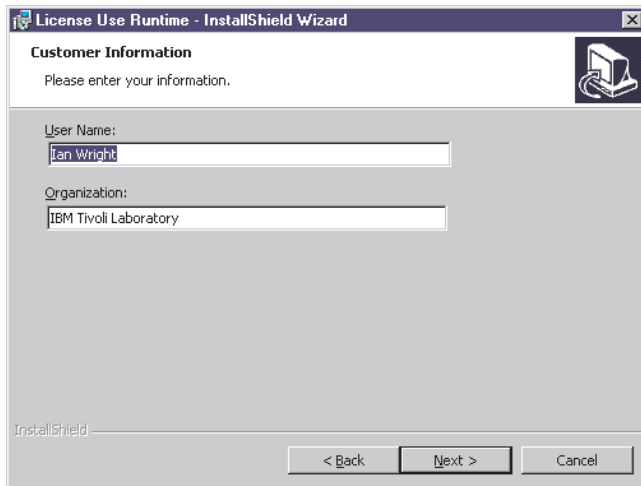 License Use Runtime - InstallShield Wizard
Customer Information
Please enter your information.
User Name:
Ian Wright
Organization:
IBM Tivoli Laboratory
InstallShield
< Back
Next >
Cancel